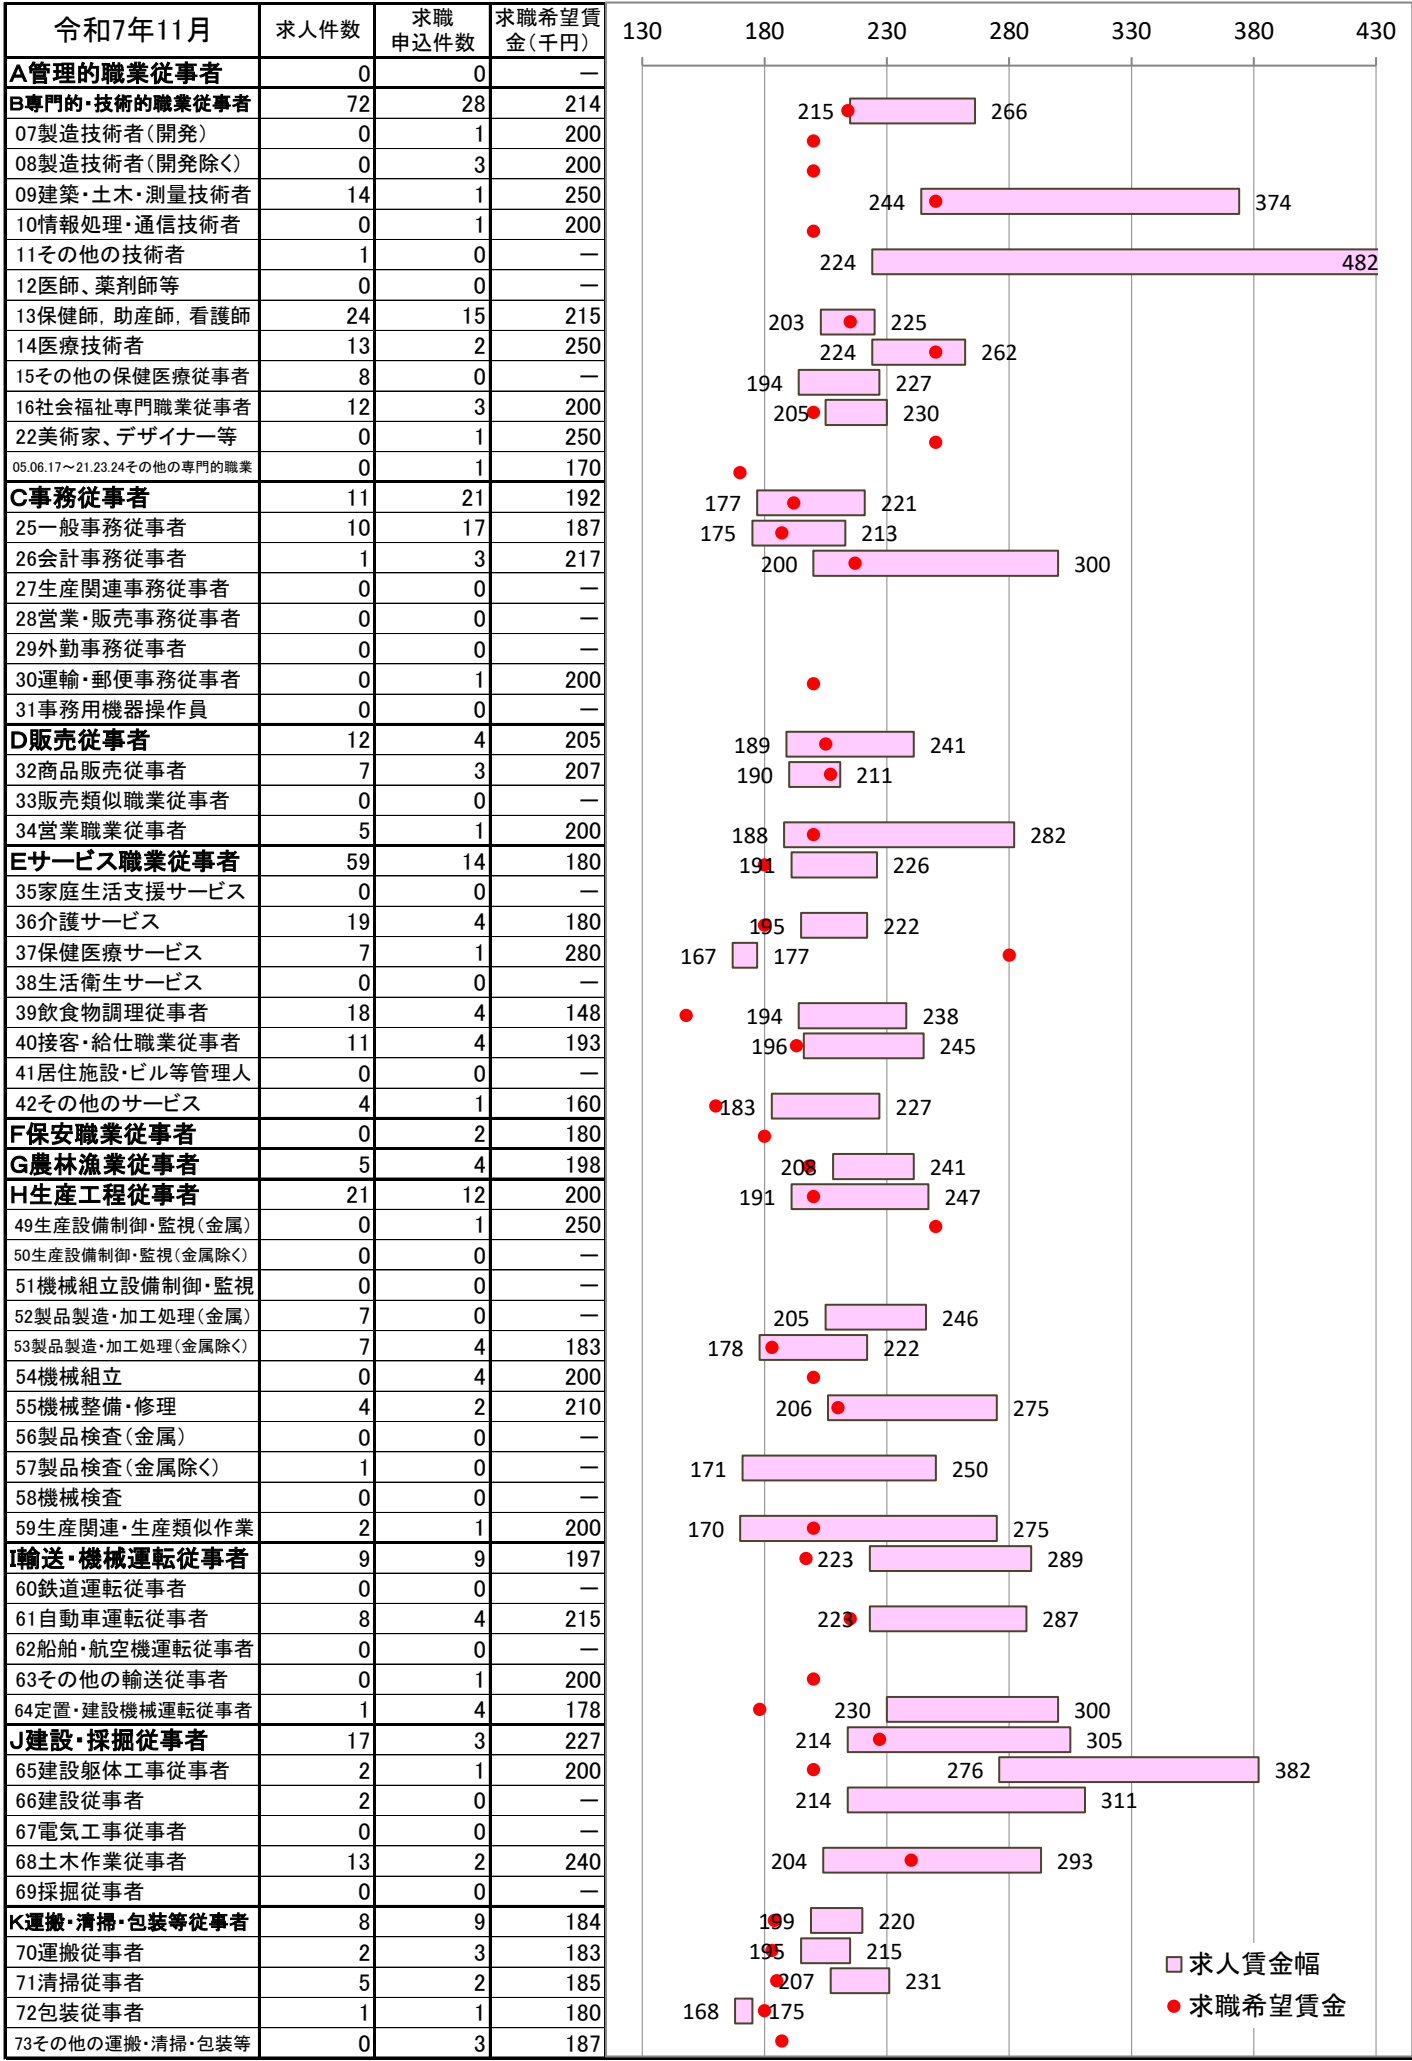 令和7年11月 求人件数 求職申込件数 求職希望賃金(千円) 130 180 230 280 330 380 430
A管理的職業従事者 0 0 ー
B専門的・技術的職業従事者 72 28 214 215 266
07製造技術者(開発) 0 1 200
08製造技術者(開発除く) 0 3 200
09建築・土木・測量技術者 14 1 250 244 374
10情報処理・通信技術者 0 1 200
11その他の技術者 1 0 ー 224 482
12医師、薬剤師等 0 0 ー
13保健師, 助産師, 看護師 24 15 215 203 225
14医療技術者 13 2 250 224 262
15その他の保健医療従事者 8 0 ー 194 227
16社会福祉専門職業従事者 12 3 200 205 230
22美術家、デザイナー等 0 1 250
05.06.17～21.23.24その他の専門的職業 0 1 170
C事務従事者 11 21 192 177 221
25一般事務従事者 10 17 187 175 213
26会計事務従事者 1 3 217 200 300
27生産関連事務従事者 0 0 ー
28営業・販売事務従事者 0 0 ー
29外勤事務従事者 0 0 ー
30運輸・郵便事務従事者 0 1 200
31事務用機器操作員 0 0 ー
D販売従事者 12 4 205 189 241
32商品販売従事者 7 3 207 190 211
33販売類似職業従事者 0 0 ー
34営業職業従事者 5 1 200 188 282
Eサービス職業従事者 59 14 180 191 226
35家庭生活支援サービス 0 0 ー
36介護サービス 19 4 180 195 222
37保健医療サービス 7 1 280 167 177
38生活衛生サービス 0 0 ー
39飲食物調理従事者 18 4 148 194 238
40接客・給仕職業従事者 11 4 193 196 245
41居住施設・ビル等管理人 0 0 ー
42その他のサービス 4 1 160 183 227
F保安職業従事者 0 2 180
G農林漁業従事者 5 4 198 208 241
H生産工程従事者 21 12 200 191 247
49生産設備制御・監視(金属) 0 1 250
50生産設備制御・監視(金属除く) 0 0 ー
51機械組立設備制御・監視 0 0 ー
52製品製造・加工処理(金属) 7 0 ー 205 246
53製品製造・加工処理(金属除く) 7 4 183 178 222
54機械組立 0 4 200
55機械整備・修理 4 2 210 206 275
56製品検査(金属) 0 0 ー
57製品検査(金属除く) 1 0 ー 171 250
58機械検査 0 0 ー
59生産関連・生産類似作業 2 1 200 170 275
I輸送・機械運転従事者 9 9 197 223 289
60鉄道運転従事者 0 0 ー
61自動車運転従事者 8 4 215 223 287
62船舶・航空機運転従事者 0 0 ー
63その他の輸送従事者 0 1 200
64定置・建設機械運転従事者 1 4 178 230 300
J建設・採掘従事者 17 3 227 214 305
65建設躯体工事従事者 2 1 200 276 382
66建設従事者 2 0 ー 214 311
67電気工事従事者 0 0 ー
68土木作業従事者 13 2 240 204 293
69採掘従事者 0 0 ー
K運搬・清掃・包装等従事者 8 9 184 199 220
70運搬従事者 2 3 183 195 215
71清掃従事者 5 2 185 207 231
72包装従事者 1 1 180 168 175
73その他の運搬・清掃・包装等 0 3 187
求人賃金幅
求職希望賃金